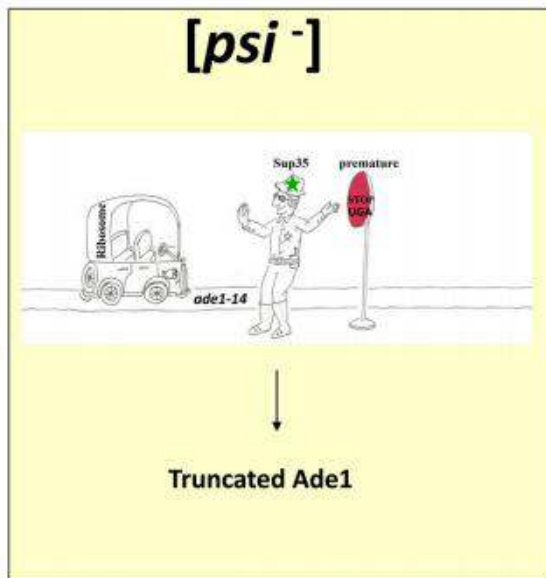 [psi -]
Sup35 premature
STOP
UGA
Ribosome
ade1-14
Truncated Ade1